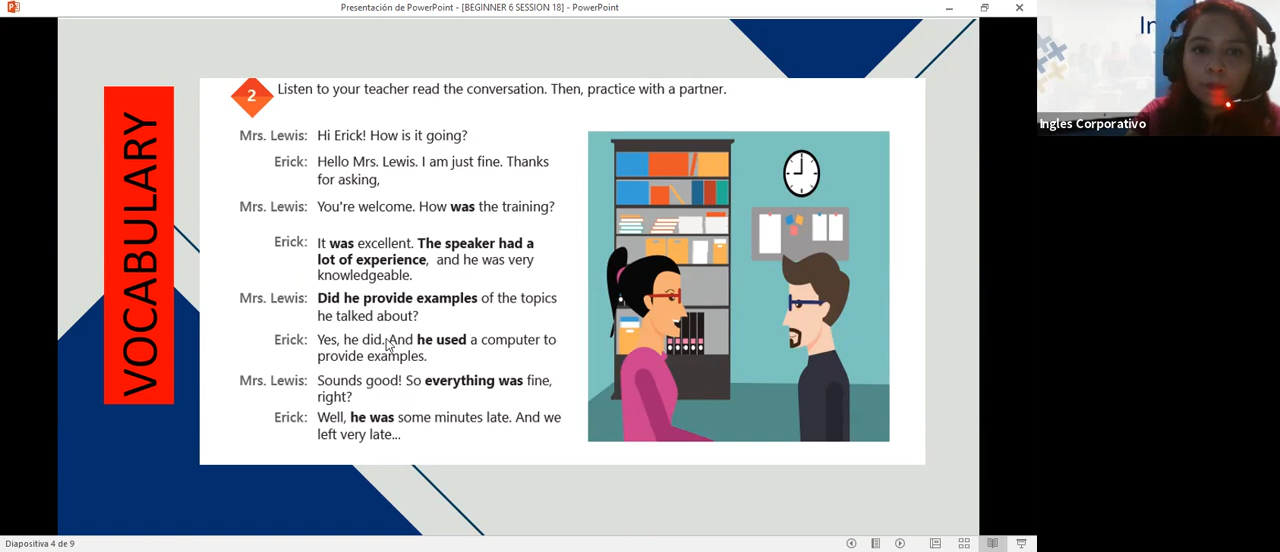 Presentación de PowerPoint - [BEGINNER 6 SESSION 18] - PowerPoint
Ingles Corporativo
VOCABULARY
2
Listen to your teacher read the conversation. Then, practice with a partner.
Mrs. Lewis: Hi Erick! How is it going?
Erick: Hello Mrs. Lewis. I am just fine. Thanks
for asking,
Mrs. Lewis: You're welcome. How was the training?
Erick: It was excellent. The speaker had a
lot of experience, and he was very
knowledgeable.
Mrs. Lewis: Did he provide examples of the topics
he talked about?
Erick: Yes, he did. And he used a computer to
provide examples.
Mrs. Lewis: Sounds good! So everything was fine,
right?
Erick: Well, he was some minutes late. And we
left very late...
Diapositiva 4 de 9